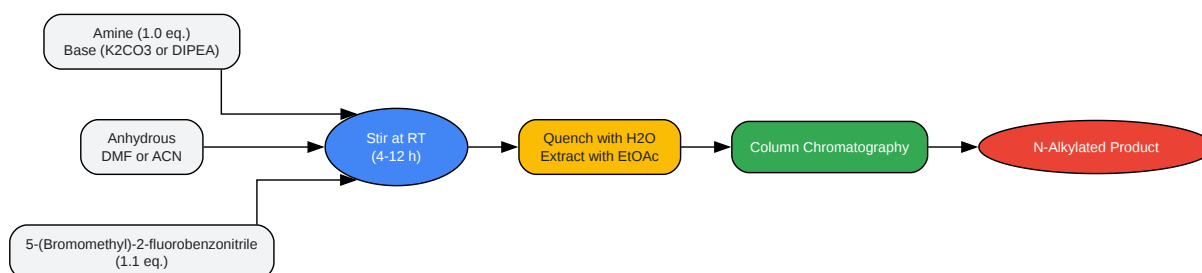 Amine (1.0 eq.)
Base (K2CO3 or DIPEA)
Anhydrous
DMF or ACN
5-(Bromomethyl)-2-fluorobenzonitrile
(1.1 eq.)
Stir at RT
(4-12 h)
Quench with H2O
Extract with EtOAc
Column Chromatography
N-Alkylated Product